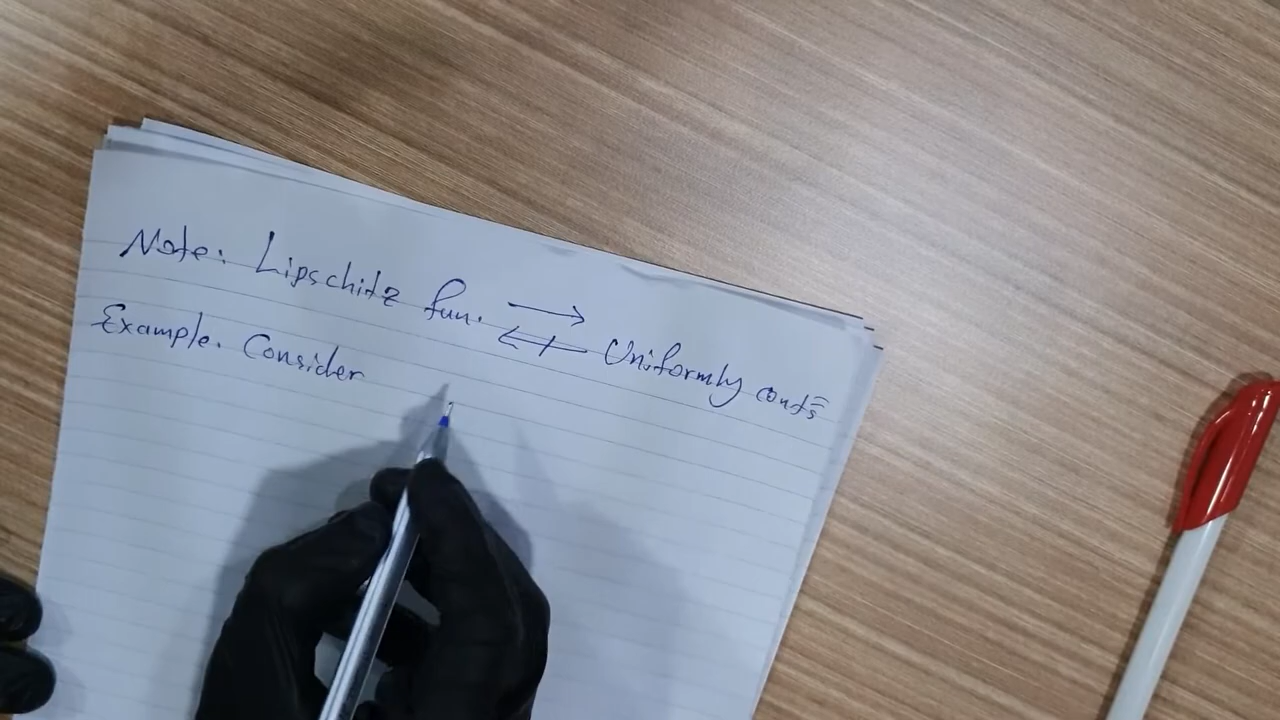 Note: Lipschitz fun. → ↚ Uniformly conts
Example. Consider